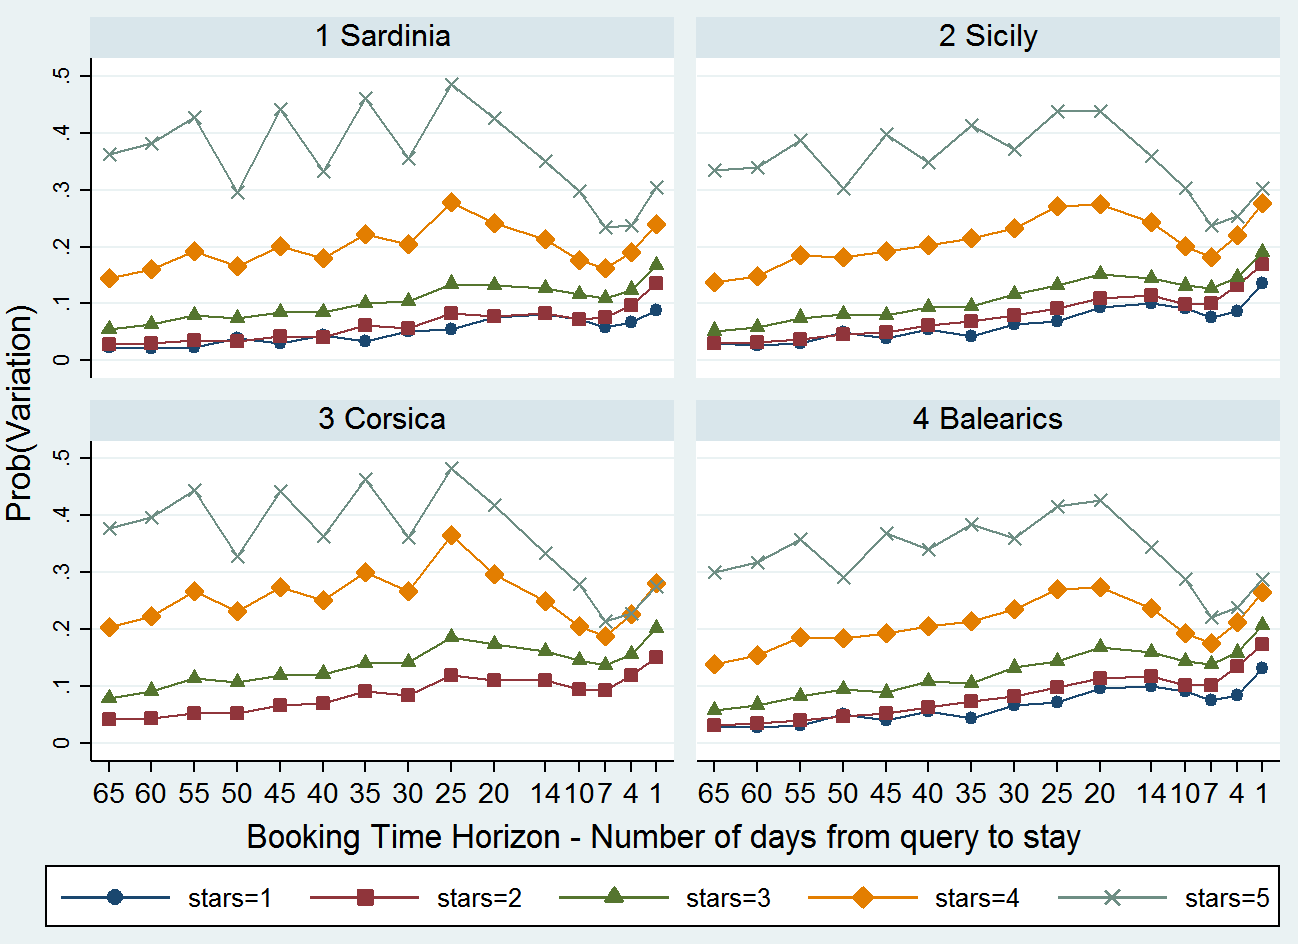 1 Sardinia
2 Sicily
.5
.4
.3
.2
.1
0
3 Corsica
4 Balearics
.5
.4
.3
.2
.1
0
Prob(Variation)
65 60 55 50 45 40 35 30 25 20 14 10 7 4 1
65 60 55 50 45 40 35 30 25 20 14 10 7 4 1
Booking Time Horizon - Number of days from query to stay
stars=1 stars=2 stars=3 stars=4 stars=5